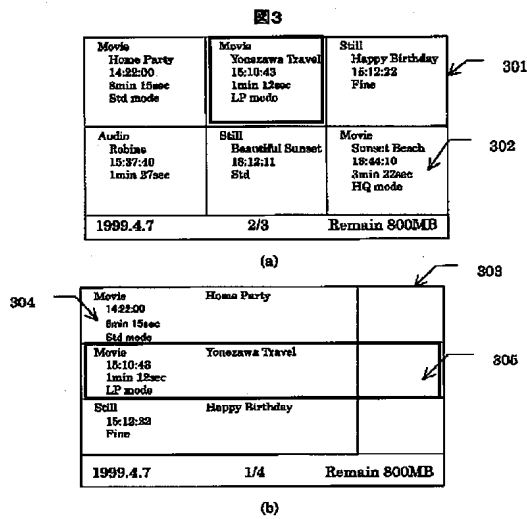 図3
Movie
Home Party
14:22:00
8min 15sec
Std mode
Movie
Yonezawa Travel
15:10:43
1min 12sec
LP mode
Still
Happy Birthday
15:12:22
Fine
301
Audio
Robins
15:37:40
1min 27sec
Still
Beautiful Sunset
18:12:11
Std
Movie
Sunset Beach
18:44:10
3min 22sec
HQ mode
302
1999.4.7 2/3 Remain 800MB
(a)
303
304
Movie Home Party
14:22:00
8min 15sec
Std mode
Movie Yonezawa Travel
15:10:43
1min 12sec
LP mode
305
Still Happy Birthday
15:12:22
Fine
1999.4.7 1/4 Remain 800MB
(b)